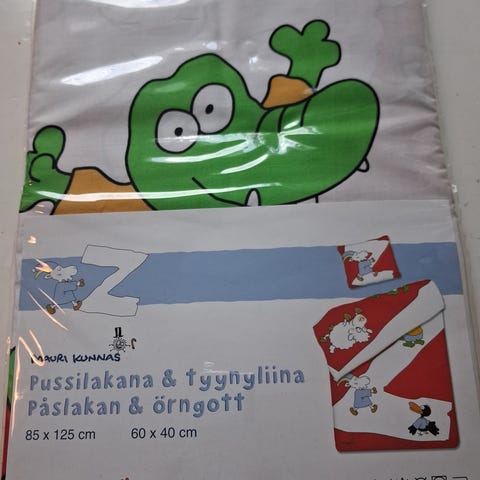 Z
MAURI KUNNAS
Pussilakana & tyynyliina
Påslakan & örngott
85 x 125 cm 60 x 40 cm